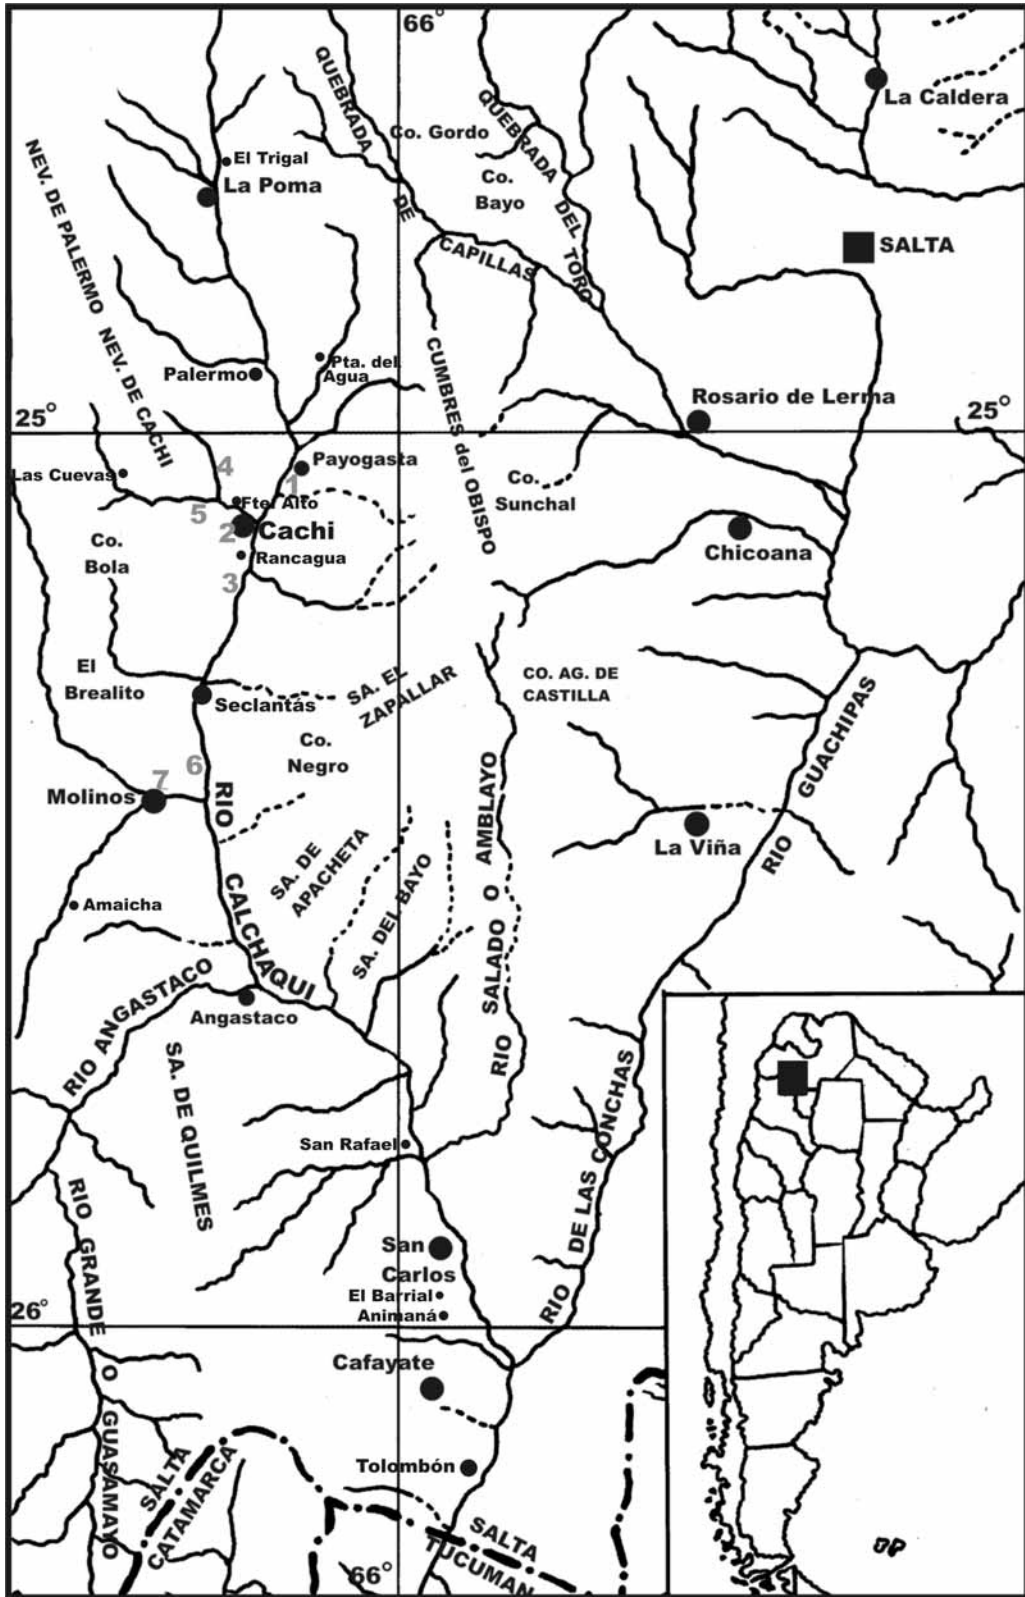 66°
La Caldera
QUEBRADA
DE
CAPILLAS
QUEBRADA
DEL
TORO
Co. Gordo
Co.
Bayo
El Trigal
La Poma
SALTA
NEV. DE PALERMO
NEV. DE CACHI
Palermo
Pta. del
Agua
CUMBRES del OBISPO
Rosario de Lerma
25°
25°
Las Cuevas
4
Payogasta
1
Co.
Sunchal
Fte. Alto
5
2
Cachi
Chicoana
Co.
Bola
Rancagua
3
El
Brealito
Seclantás
SA. EL
ZAPALLAR
CO. AG. DE
CASTILLA
Co.
Negro
6
7
Molinos
RIO
CALCHAQUI
RIO
GUACHIPAS
La Viña
SA. DE
APACHETA
SA. DEL BAYO
RIO SALADO O AMBLAYO
Amaicha
RIO ANGASTACO
Angastaco
SA. DE QUILMES
San Rafael
RIO DE LAS CONCHAS
RIO GRANDE O GUASAMAYO
San
Carlos
El Barrial
Animaná
26°
Cafayate
Tolombón
SALTA
CATAMARCA
SALTA
TUCUMAN
66°